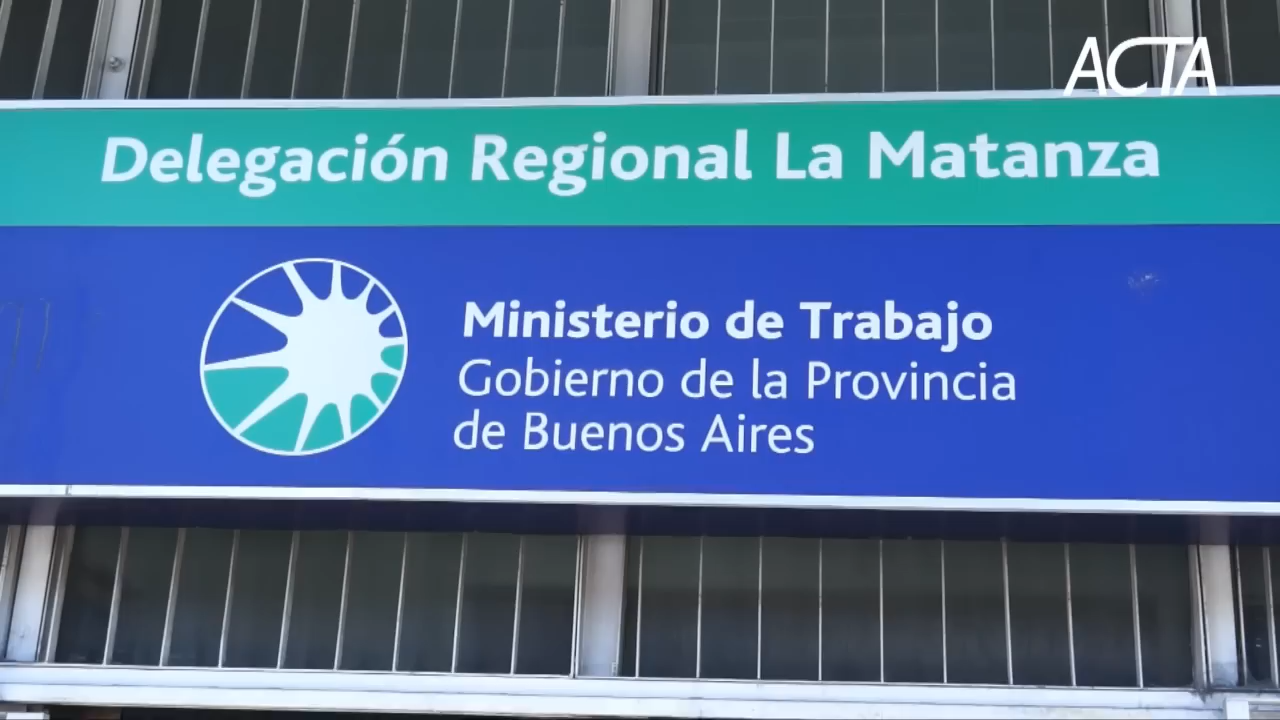 ACTA
Delegación Regional La Matanza
Ministerio de Trabajo
Gobierno de la Provincia
de Buenos Aires